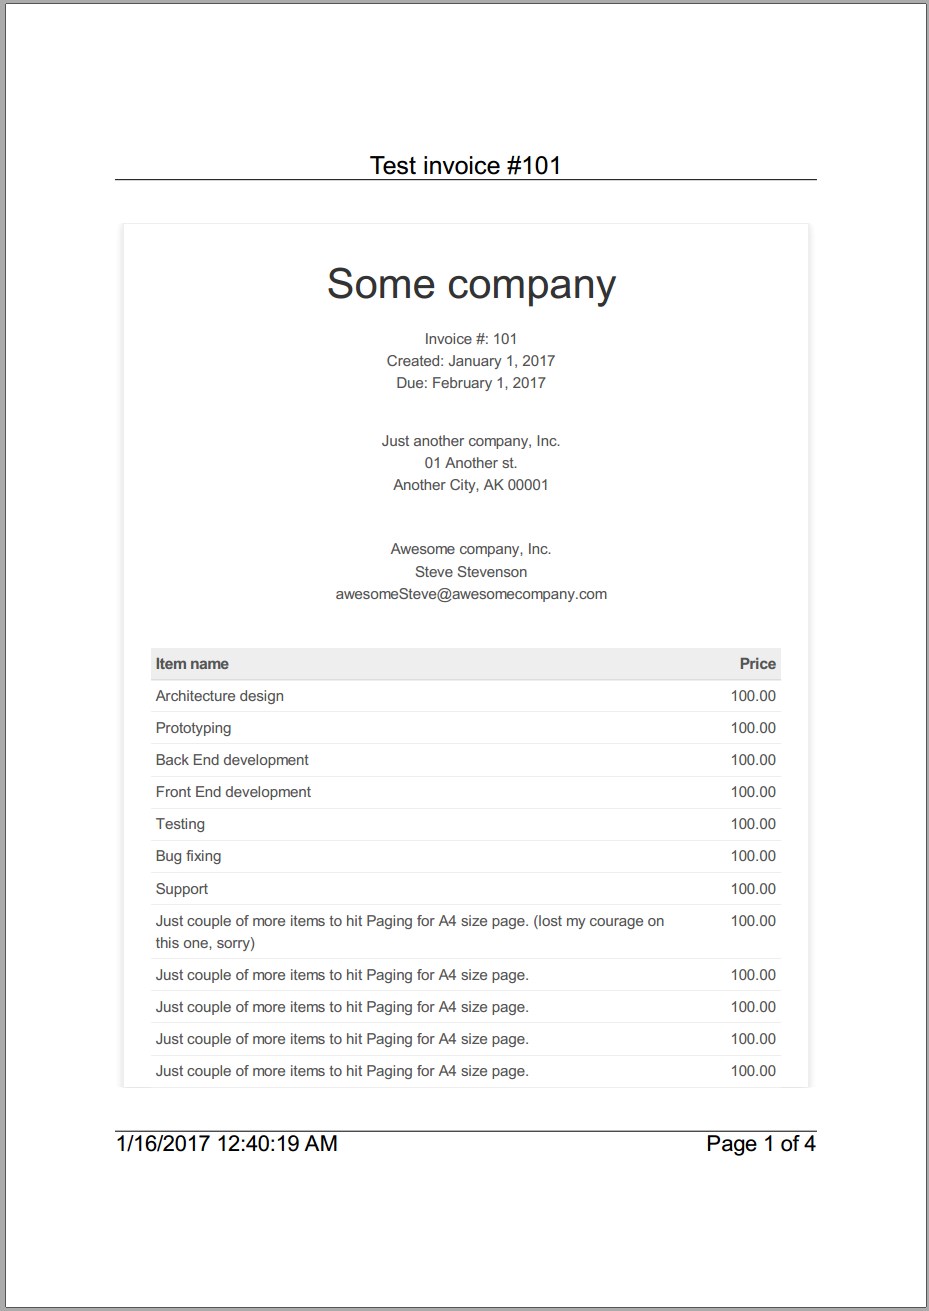 Test invoice #101
Some company
Invoice #: 101
Created: January 1, 2017
Due: February 1, 2017
Just another company, Inc.
01 Another st.
Another City, AK 00001
Awesome company, Inc.
Steve Stevenson
awesomeSteve@awesomecompany.com
Item name Price
Architecture design 100.00
Prototyping 100.00
Back End development 100.00
Front End development 100.00
Testing 100.00
Bug fixing 100.00
Support 100.00
Just couple of more items to hit Paging for A4 size page. (lost my courage on 100.00
this one, sorry)
Just couple of more items to hit Paging for A4 size page. 100.00
Just couple of more items to hit Paging for A4 size page. 100.00
Just couple of more items to hit Paging for A4 size page. 100.00
Just couple of more items to hit Paging for A4 size page. 100.00
1/16/2017 12:40:19 AM Page 1 of 4